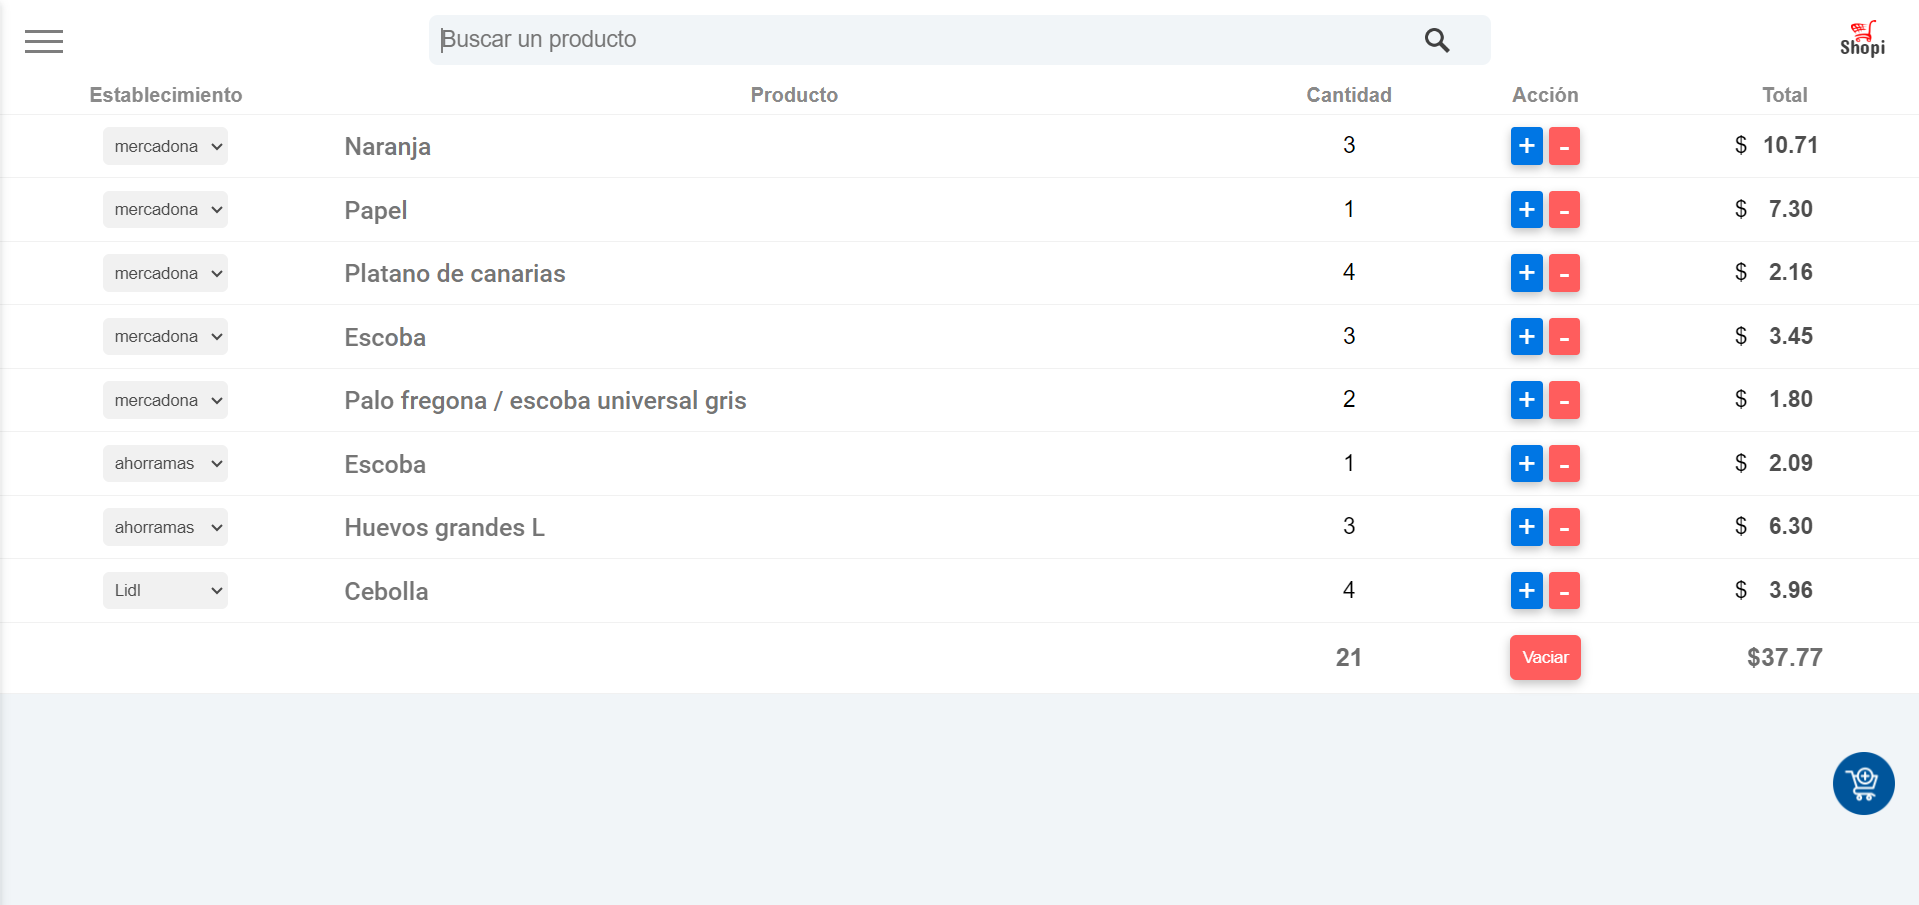 Buscar un producto
Shopi
Establecimiento Producto Cantidad Acción Total
mercadona Naranja 3 + - $ 10.71
mercadona Papel 1 + - $ 7.30
mercadona Platano de canarias 4 + - $ 2.16
mercadona Escoba 3 + - $ 3.45
mercadona Palo fregona / escoba universal gris 2 + - $ 1.80
ahorramas Escoba 1 + - $ 2.09
ahorramas Huevos grandes L 3 + - $ 6.30
Lidl Cebolla 4 + - $ 3.96
21 Vaciar $37.77